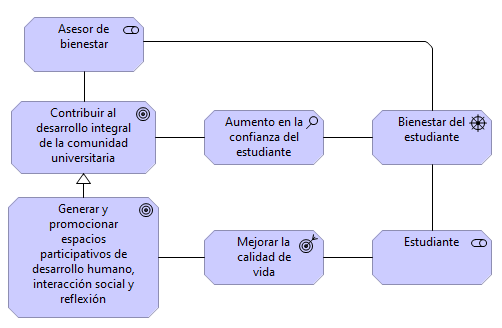 Asesor de
bienestar
Contribuir al
desarrollo integral
de la comunidad
universitaria
Aumento en la
confianza del
estudiante
Bienestar del
estudiante
Generar y
promocionar
espacios
participativos de
desarrollo humano,
interacción social y
reflexión
Mejorar la
calidad de
vida
Estudiante